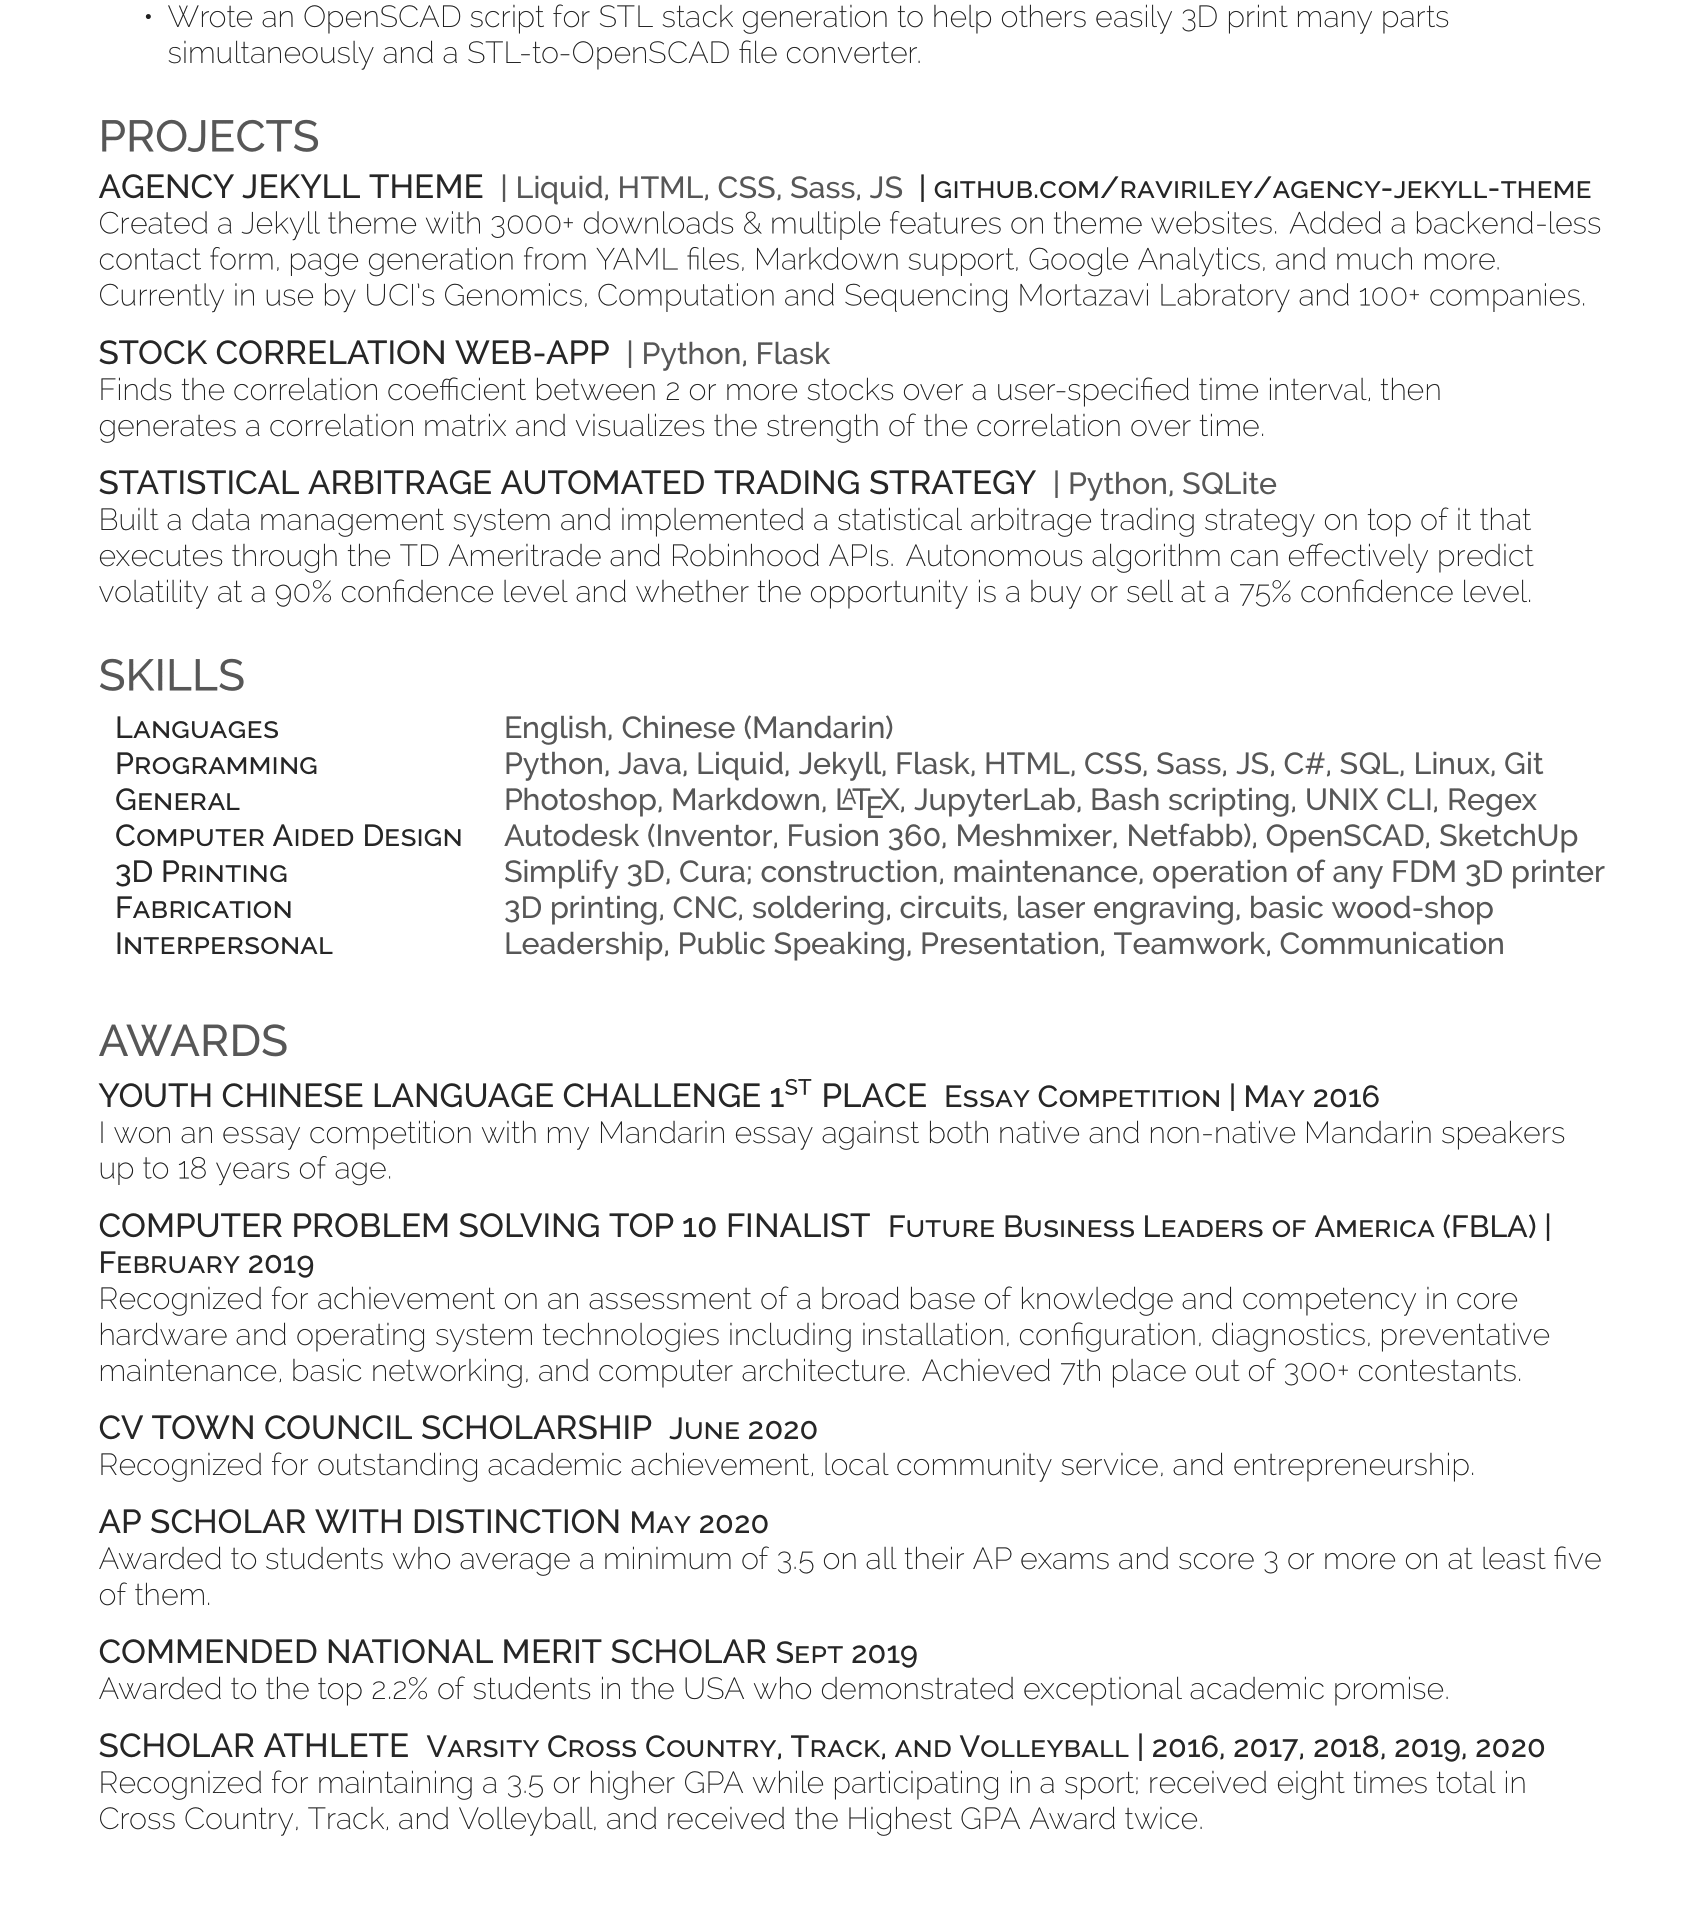 • Wrote an OpenSCAD script for STL stack generation to help others easily 3D print many parts
simultaneously and a STL-to-OpenSCAD file converter.
PROJECTS
AGENCY JEKYLL THEME | Liquid, HTML, CSS, Sass, JS | GITHUB.COM/RAVIRILEY/AGENCY-JEKYLL-THEME
Created a Jekyll theme with 3000+ downloads & multiple features on theme websites. Added a backend-less
contact form, page generation from YAML files, Markdown support, Google Analytics, and much more.
Currently in use by UCI's Genomics, Computation and Sequencing Mortazavi Labratory and 100+ companies.
STOCK CORRELATION WEB-APP | Python, Flask
Finds the correlation coefficient between 2 or more stocks over a user-specified time interval, then
generates a correlation matrix and visualizes the strength of the correlation over time.
STATISTICAL ARBITRAGE AUTOMATED TRADING STRATEGY | Python, SQLite
Built a data management system and implemented a statistical arbitrage trading strategy on top of it that
executes through the TD Ameritrade and Robinhood APIs. Autonomous algorithm can effectively predict
volatility at a 90% confidence level and whether the opportunity is a buy or sell at a 75% confidence level.
SKILLS
LANGUAGES English, Chinese (Mandarin)
PROGRAMMING Python, Java, Liquid, Jekyll, Flask, HTML, CSS, Sass, JS, C#, SQL, Linux, Git
GENERAL Photoshop, Markdown, LATEX, JupyterLab, Bash scripting, UNIX CLI, Regex
COMPUTER AIDED DESIGN Autodesk (Inventor, Fusion 360, Meshmixer, Netfabb), OpenSCAD, SketchUp
3D PRINTING Simplify 3D, Cura; construction, maintenance, operation of any FDM 3D printer
FABRICATION 3D printing, CNC, soldering, circuits, laser engraving, basic wood-shop
INTERPERSONAL Leadership, Public Speaking, Presentation, Teamwork, Communication
AWARDS
YOUTH CHINESE LANGUAGE CHALLENGE 1ST PLACE ESSAY COMPETITION | MAY 2016
I won an essay competition with my Mandarin essay against both native and non-native Mandarin speakers
up to 18 years of age.
COMPUTER PROBLEM SOLVING TOP 10 FINALIST FUTURE BUSINESS LEADERS OF AMERICA (FBLA) |
FEBRUARY 2019
Recognized for achievement on an assessment of a broad base of knowledge and competency in core
hardware and operating system technologies including installation, configuration, diagnostics, preventative
maintenance, basic networking, and computer architecture. Achieved 7th place out of 300+ contestants.
CV TOWN COUNCIL SCHOLARSHIP JUNE 2020
Recognized for outstanding academic achievement, local community service, and entrepreneurship.
AP SCHOLAR WITH DISTINCTION MAY 2020
Awarded to students who average a minimum of 3.5 on all their AP exams and score 3 or more on at least five
of them.
COMMENDED NATIONAL MERIT SCHOLAR SEPT 2019
Awarded to the top 2.2% of students in the USA who demonstrated exceptional academic promise.
SCHOLAR ATHLETE VARSITY CROSS COUNTRY, TRACK, AND VOLLEYBALL | 2016, 2017, 2018, 2019, 2020
Recognized for maintaining a 3.5 or higher GPA while participating in a sport; received eight times total in
Cross Country, Track, and Volleyball, and received the Highest GPA Award twice.